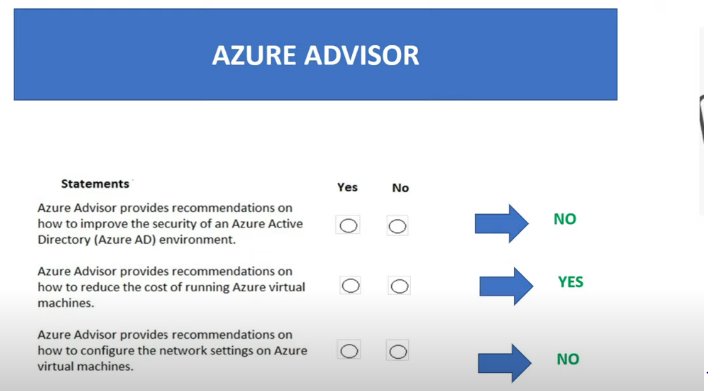 AZURE ADVISOR
Statements
Yes
No
Azure Advisor provides recommendations on
how to improve the security of an Azure Active
Directory (Azure AD) environment.
NO
Azure Advisor provides recommendations on
how to reduce the cost of running Azure virtual
machines.
YES
Azure Advisor provides recommendations on
how to configure the network settings on Azure
virtual machines.
NO